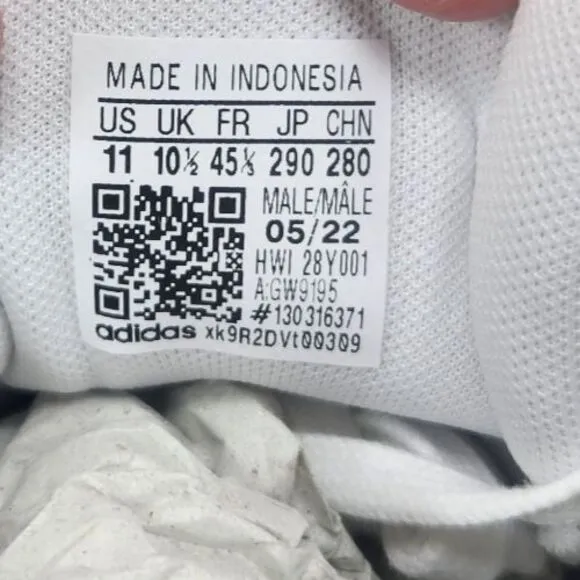 MADE IN INDONESIA
US UK FR JP CHN
11 10½ 45⅓ 290 280
MALE/MÂLE
05/22
HWI 28Y001
A:GW9195
#130316371
adidas xk9R2DVt00309